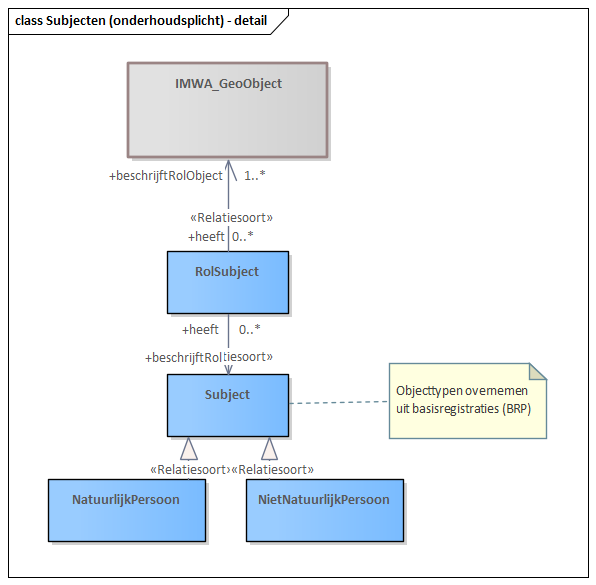 class Subjecten (onderhoudsplicht) - detail
IMWA_GeoObject
+beschrijftRolObject 1..*
«Relatiesoort»
+heeft 0..*
RolSubject
+heeft 0..*
+beschrijftRol tiesoort»
Subject
Objecttypen overnemen
uit basisregistraties (BRP)
«Relatiesoort» «Relatiesoort»
NatuurlijkPersoon
NietNatuurlijkPersoon